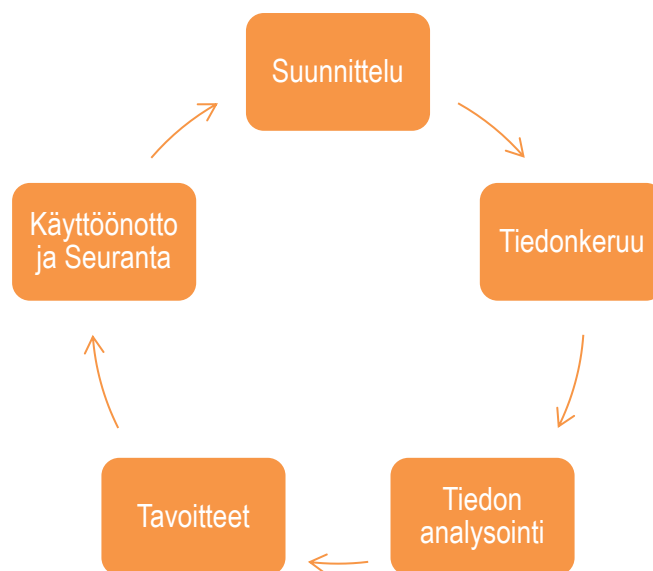 Suunnittelu
Tiedonkeruu
Tiedon
analysointi
Tavoitteet
Käyttöönotto
ja Seuranta